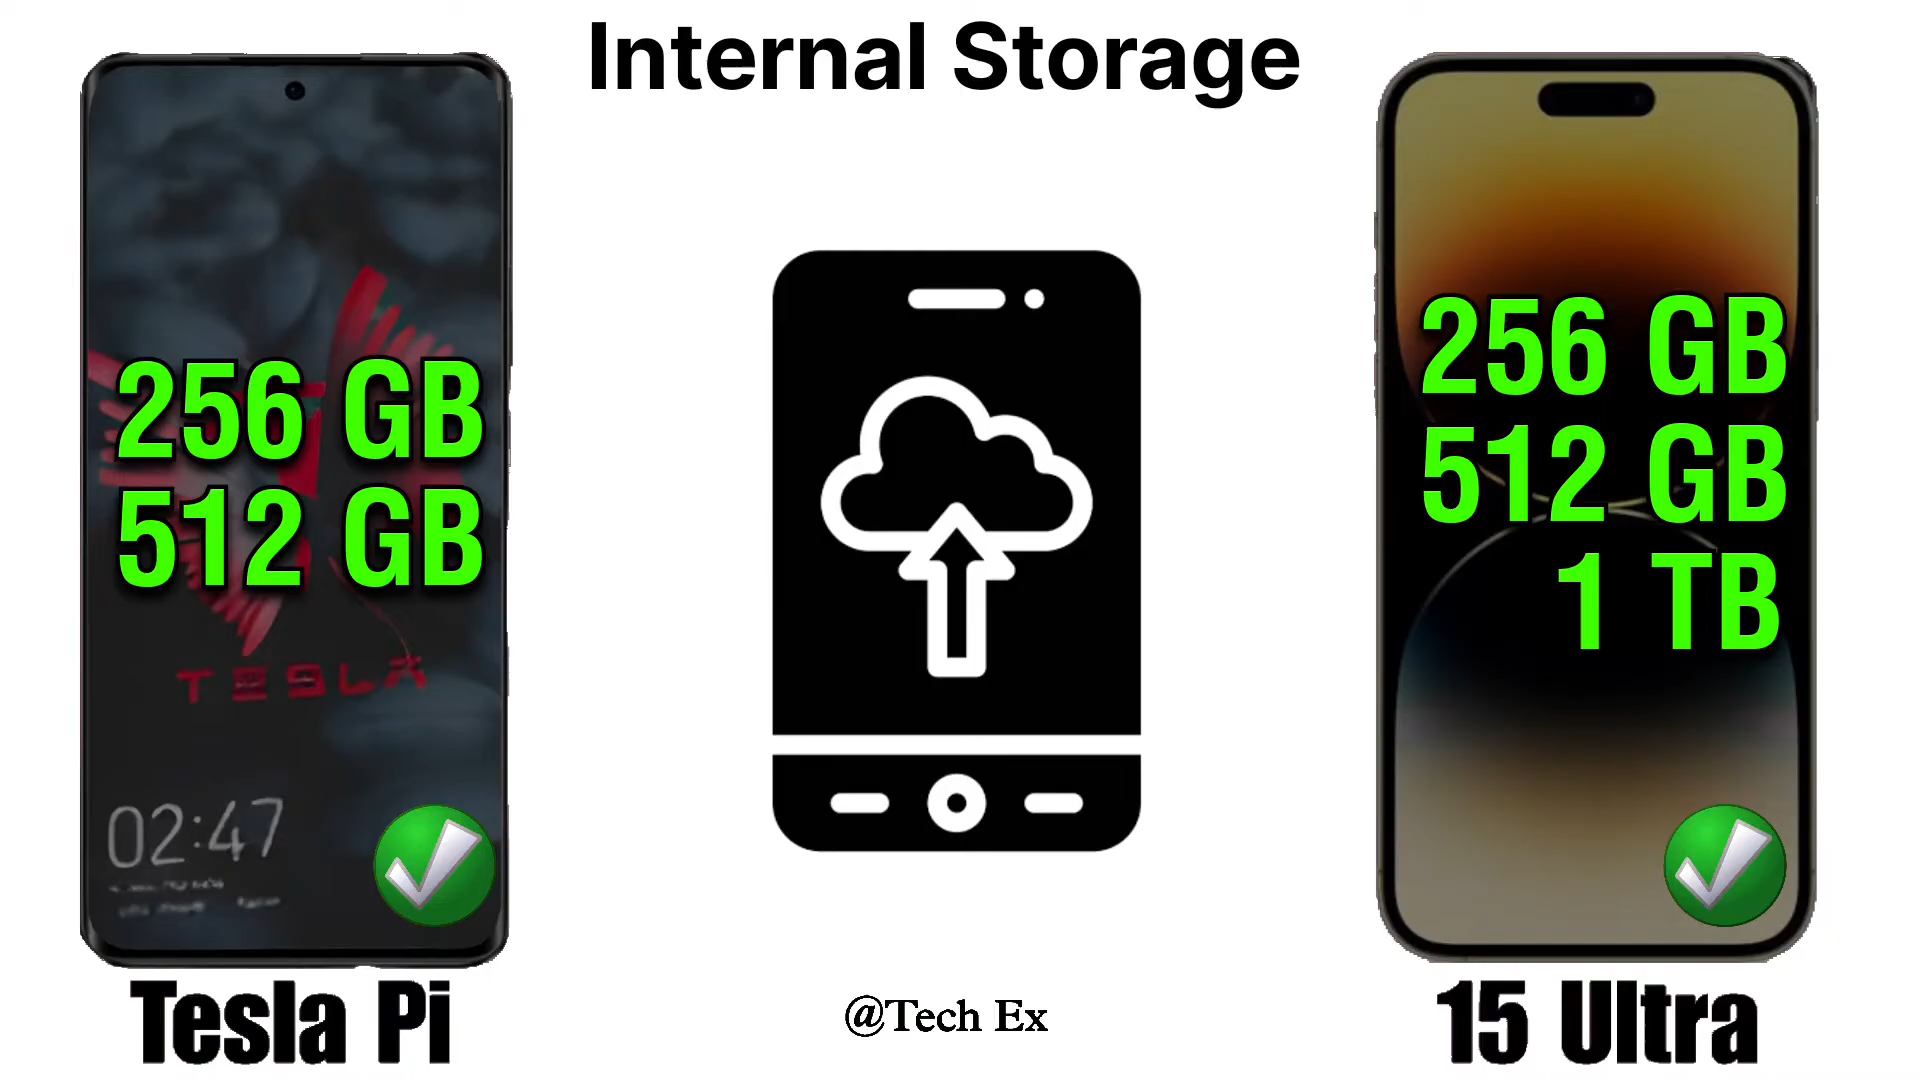 Internal Storage
256 GB
512 GB
TESLA
02:47
Tesla Pi
256 GB
512 GB
1 TB
15 Ultra
@Tech Ex